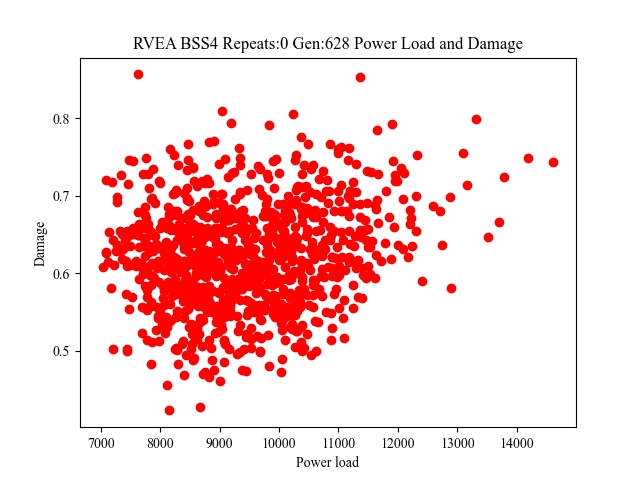 RVEA BSS4 Repeats:0 Gen:628 Power Load and Damage
0.8
0.7
0.6
0.5
Damage
7000 8000 9000 10000 11000 12000 13000 14000
Power load